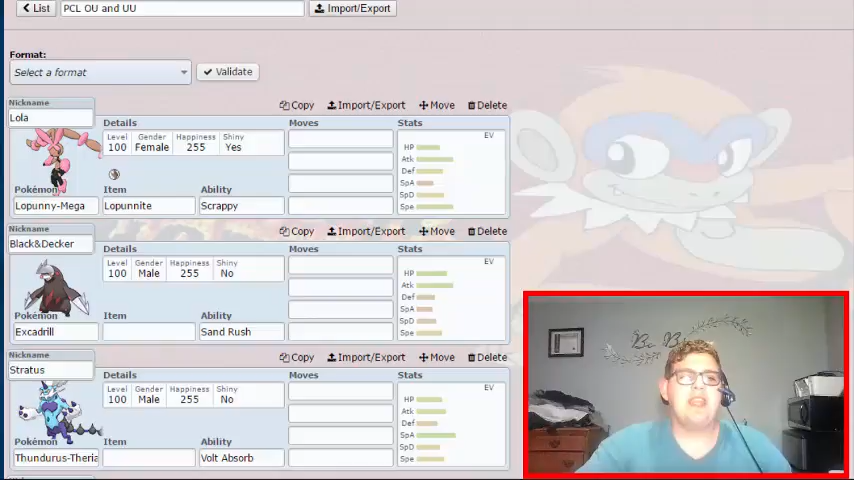 List
PCL OU and UU
Import/Export
Format:
Select a format
Validate
Nickname
Lola
Copy Import/Export Move Delete
Details
Moves
Stats
Level Gender Happiness Shiny
100 Female 255 Yes
EV
HP
Atk
Def
SpA
SpD
Spe
Pokémon Item Ability
Lopunny-Mega Lopunnite Scrappy
Nickname
Black&Decker
Copy Import/Export Move Delete
Details
Moves
Stats
Level Gender Happiness Shiny
100 Male 255 No
EV
HP
Atk
Def
SpA
SpD
Spe
Pokémon Item Ability
Excadrill Sand Rush
Nickname
Stratus
Copy Import/Export Move Delete
Details
Moves
Stats
Level Gender Happiness Shiny
100 Male 255 No
EV
HP
Atk
Def
SpA
SpD
Spe
Pokémon Item Ability
Thundurus-Theria Volt Absorb